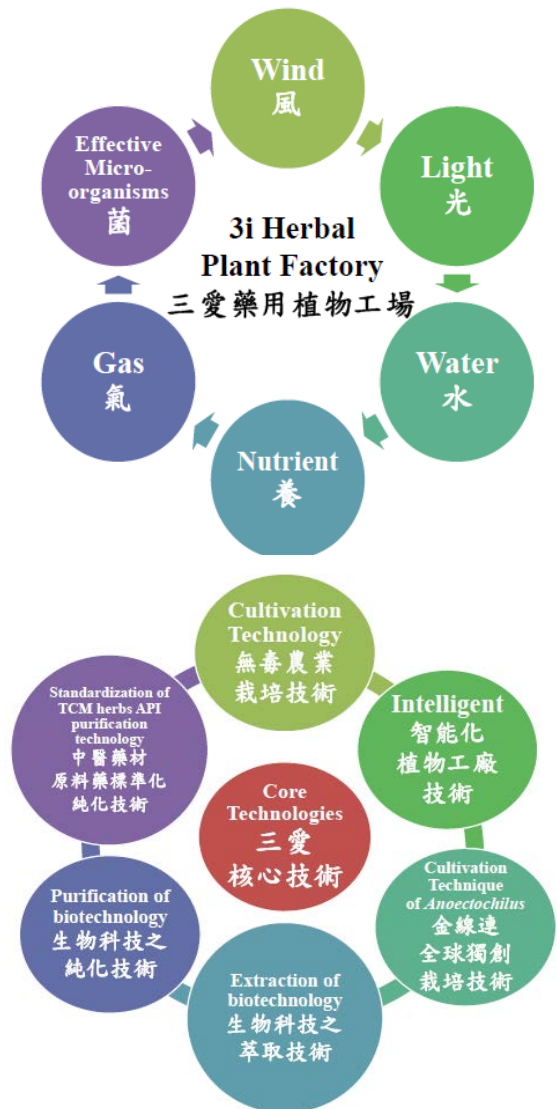 Wind
風
Effective
Micro-
organisms
菌
Light
光
3i Herbal
Plant Factory
三愛藥用植物工場
Gas
氣
Water
水
Nutrient
養
Cultivation
Technology
無毒農業
栽培技術
Standardization of
TCM herbs API
purification
technology
中醫藥材
原料藥標準化
純化技術
Intelligent
智能化
植物工廠
技術
Core
Technologies
三愛
核心技術
Purification of
biotechnology
生物科技之
純化技術
Cultivation
Technique
of Anoectochilus
金線連
全球獨創
栽培技術
Extraction of
biotechnology
生物科技之
萃取技術